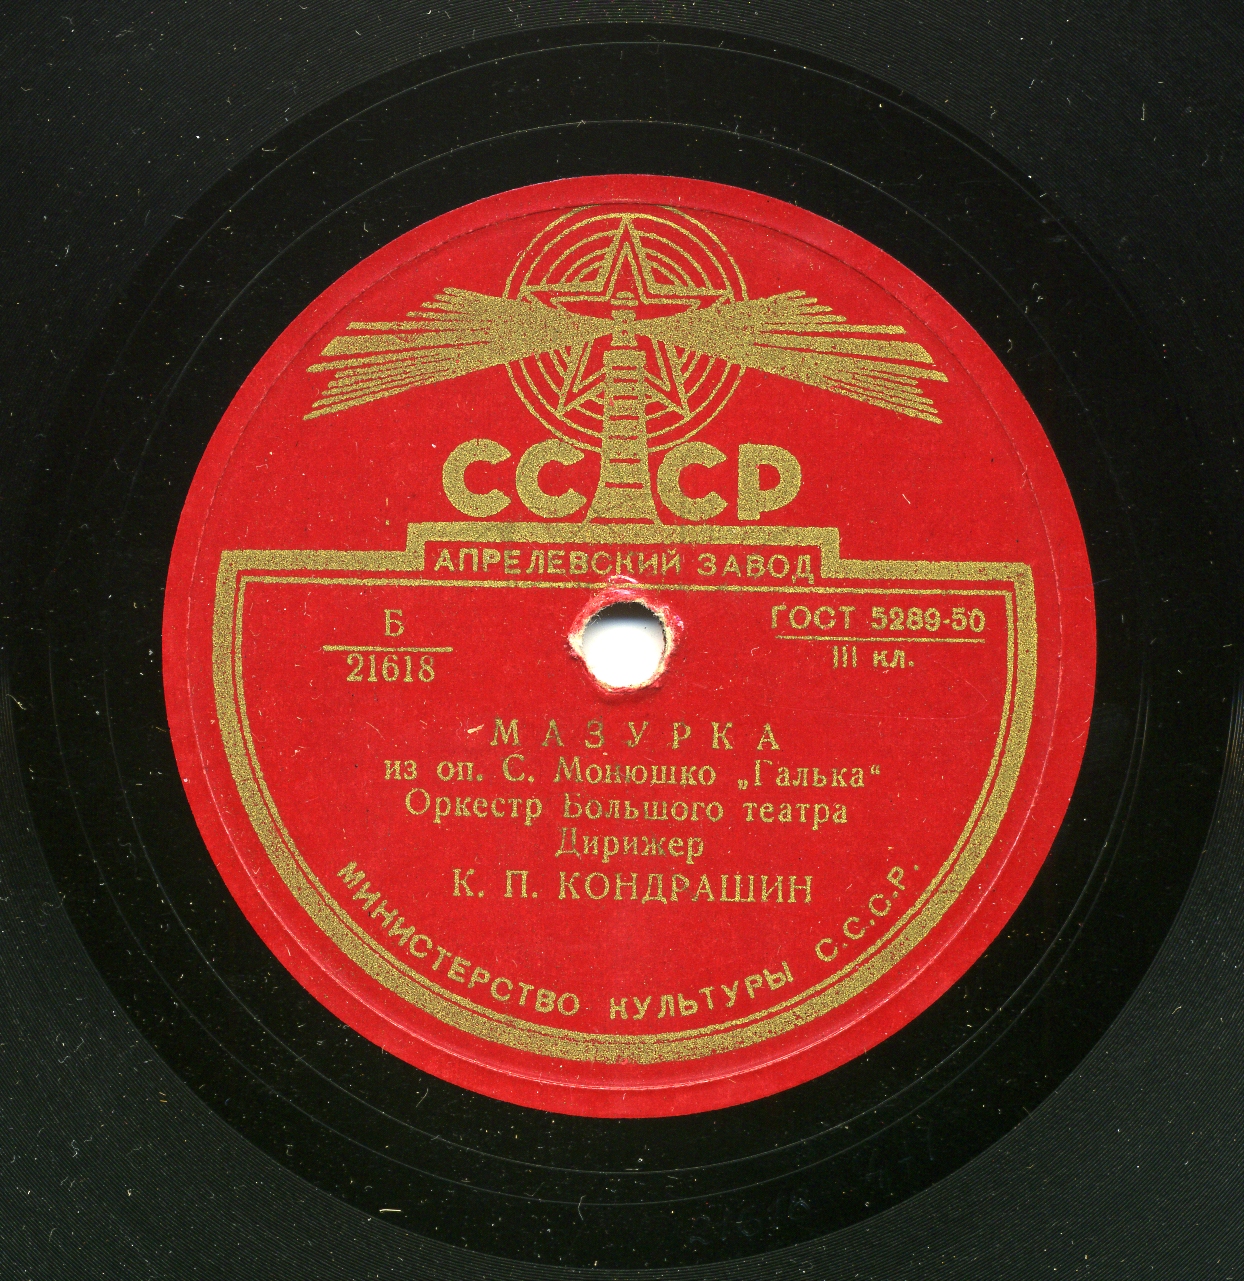 СССР
АПРЕЛЕВСКИЙ ЗАВОД
Б
21618
ГОСТ 5289-50
III кл.
МАЗУРКА
из оп. С. Монюшко „Галька“
Оркестр Большого театра
Дирижер
К. П. КОНДРАШИН
МИНИСТЕРСТВО КУЛЬТУРЫ С.С.С.Р.